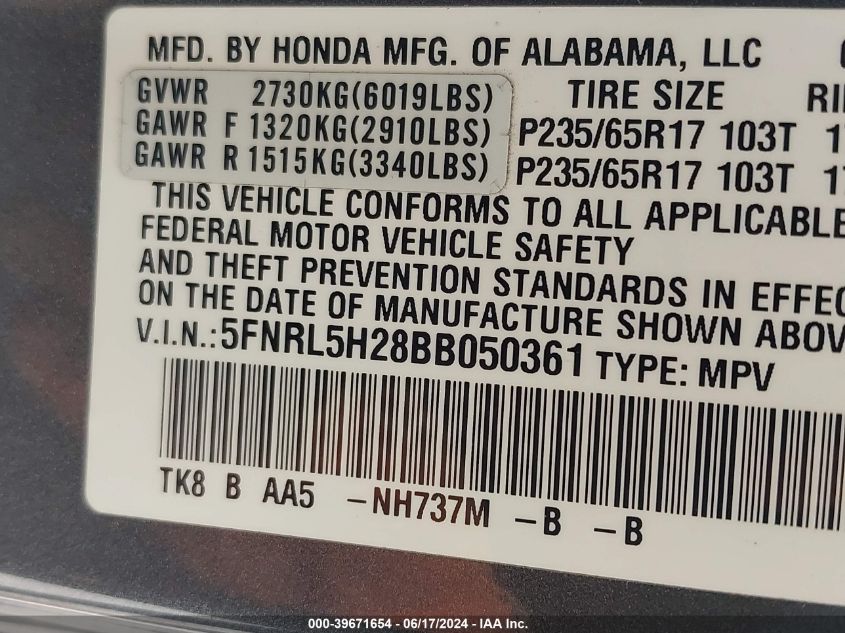 MFD. BY HONDA MFG. OF ALABAMA, LLC
GVWR 2730KG(6019LBS) TIRE SIZE
GAWR F 1320KG(2910LBS) P235/65R17 103T
GAWR R 1515KG(3340LBS) P235/65R17 103T
THIS VEHICLE CONFORMS TO ALL APPLICABLE
FEDERAL MOTOR VEHICLE SAFETY
AND THEFT PREVENTION STANDARDS IN EFFEC
ON THE DATE OF MANUFACTURE SHOWN ABOV
V.I.N.:5FNRL5H28BB050361 TYPE: MPV
TK8 B AA5 -NH737M -B -B
000-39671654 / 06/17/2024 - IAA Inc.